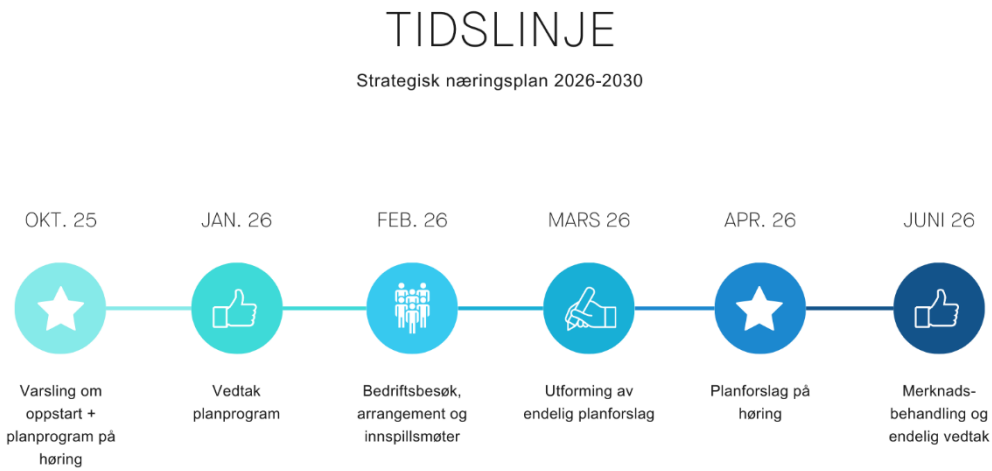 TIDSLINJE
Strategisk næringsplan 2026-2030
OKT. 25
JAN. 26
FEB. 26
MARS 26
APR. 26
JUNI 26
Varsling om
oppstart +
planprogram på
høring
Vedtak
planprogram
Bedriftsbesøk,
arrangement og
innspillsmøter
Utforming av
endelig planforslag
Planforslag på
høring
Merknads-
behandling og
endelig vedtak